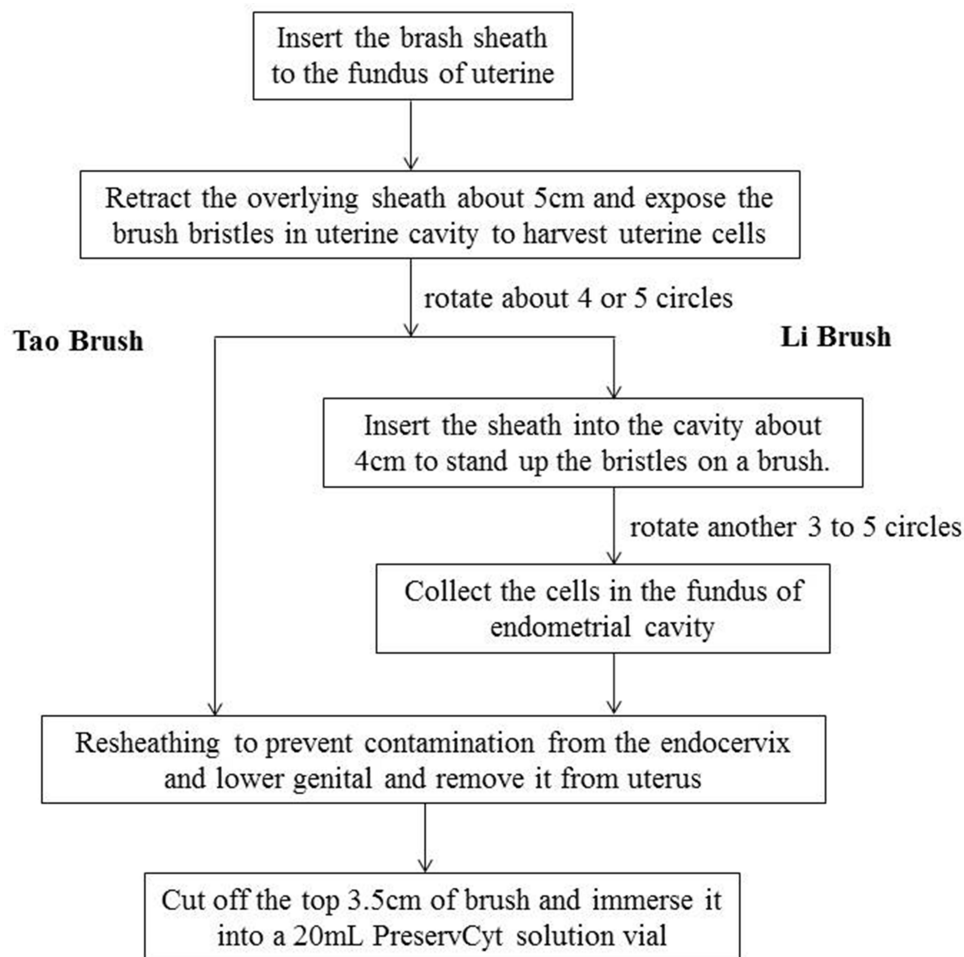 Insert the brash sheath
to the fundus of uterine
Retract the overlying sheath about 5cm and expose the
brush bristles in uterine cavity to harvest uterine cells
rotate about 4 or 5 circles
Tao Brush
Li Brush
Insert the sheath into the cavity about
4cm to stand up the bristles on a brush.
rotate another 3 to 5 circles
Collect the cells in the fundus of
endometrial cavity
Resheathing to prevent contamination from the endocervix
and lower genital and remove it from uterus
Cut off the top 3.5cm of brush and immerse it
into a 20mL PreservCyt solution vial